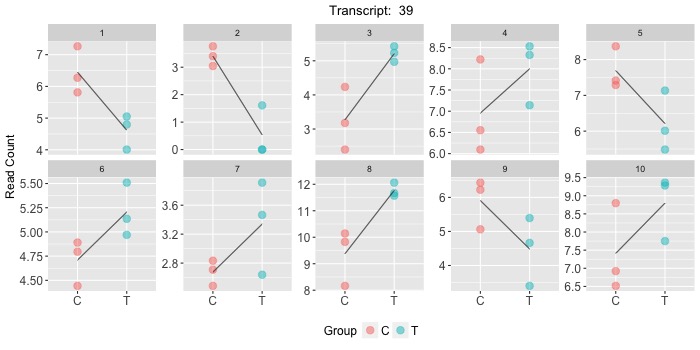 Transcript: 39
1 2 3 4 5
7 6 5 4
3 2 1 0
5 4 3
8.5 8.0 7.5 7.0 6.5 6.0
8 7 6
Read Count
6 7 8 9 10
5.50 5.25 5.00 4.75 4.50
3.6 3.2 2.8
12 11 10 9 8
6 5 4
9.5 9.0 8.5 8.0 7.5 7.0 6.5
C T C T C T C T C T
Group C T